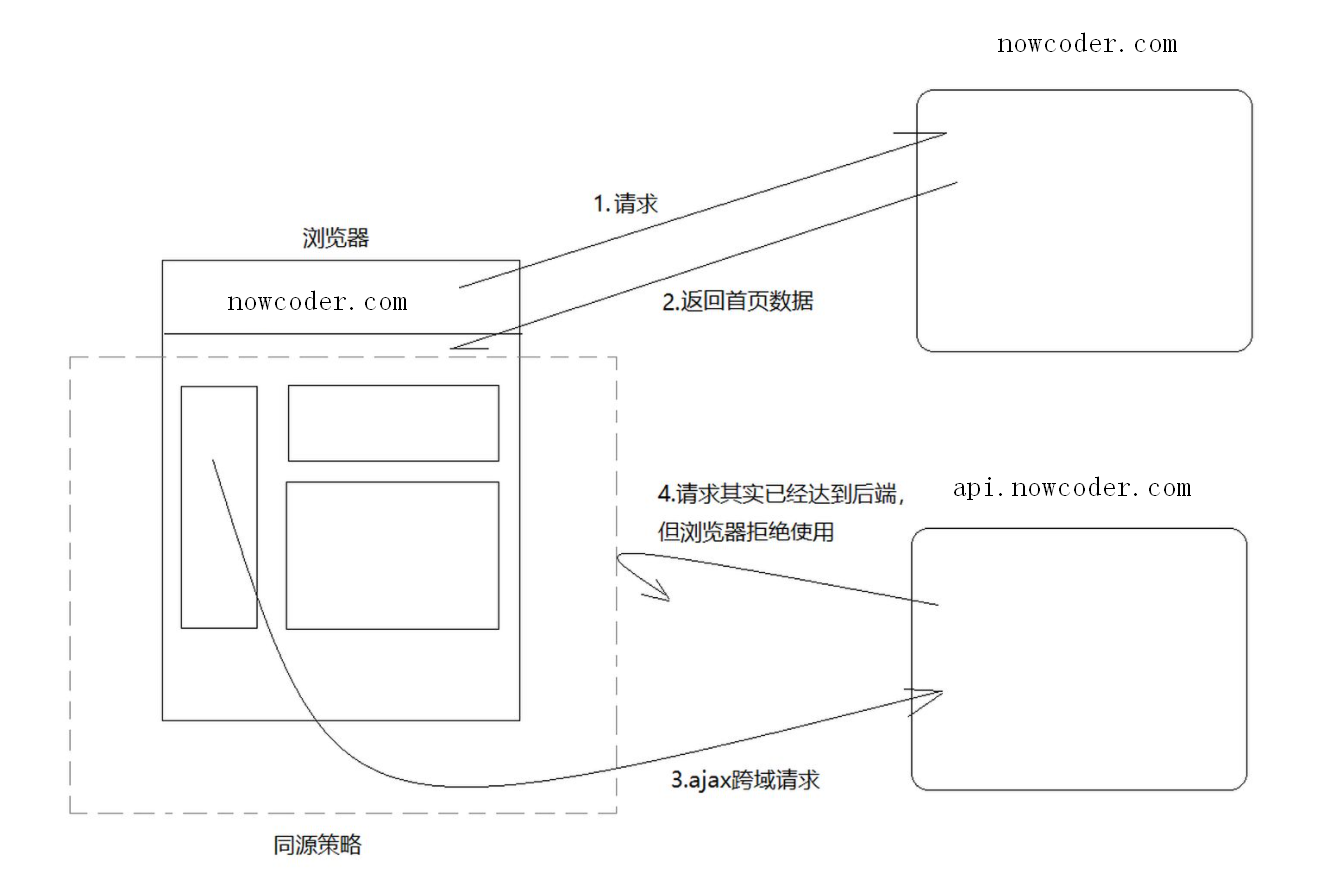 nowcoder.com
1.请求
浏览器
nowcoder.com
2.返回首页数据
4.请求其实已经达到后端，
但浏览器拒绝使用
api.nowcoder.com
3.ajax跨域请求
同源策略